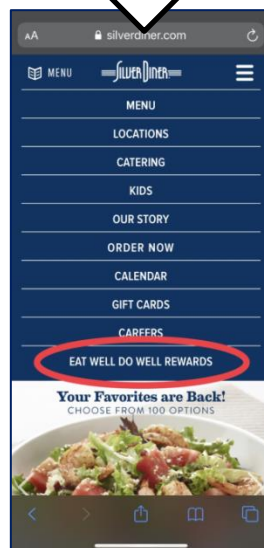 AA silverdiner.com
MENU SILVER DINER
MENU
LOCATIONS
CATERING
KIDS
OUR STORY
ORDER NOW
CALENDAR
GIFT CARDS
CAREERS
EAT WELL DO WELL REWARDS
Your Favorites are Back!
CHOOSE FROM 100 OPTIONS